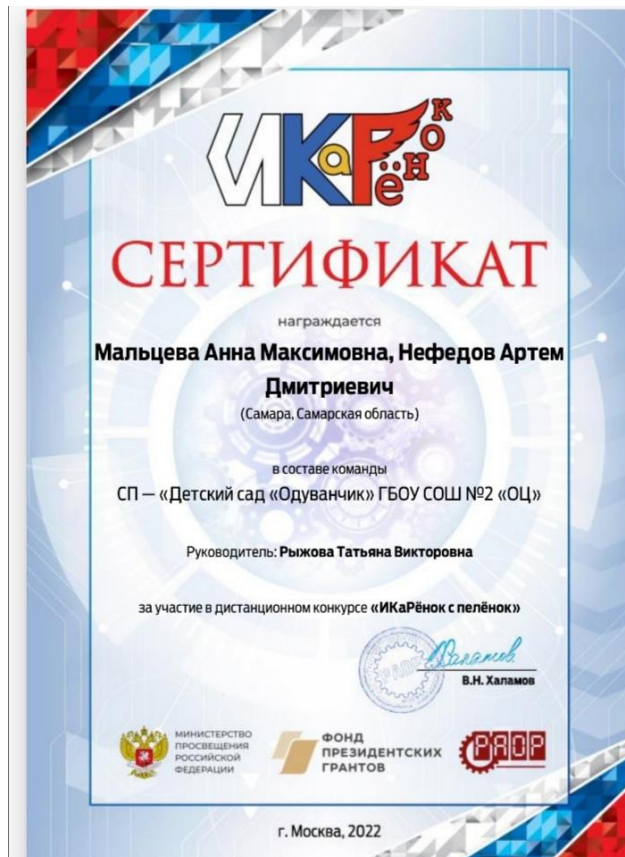 ИКаРёнок
СЕРТИФИКАТ
награждается
Мальцева Анна Максимовна, Нефедов Артем
Дмитриевич
(Самара, Самарская область)
в составе команды
СП — «Детский сад «Одуванчик» ГБОУ СОШ №2 «ОЦ»
Руководитель: Рыжова Татьяна Викторовна
за участие в дистанционном конкурсе «ИКаРёнок с пелёнок»
В.Н. Халамов
МИНИСТЕРСТВО
ПРОСВЕЩЕНИЯ
РОССИЙСКОЙ
ФЕДЕРАЦИИ
ФОНД
ПРЕЗИДЕНТСКИХ
ГРАНТОВ
РАОР
г. Москва, 2022